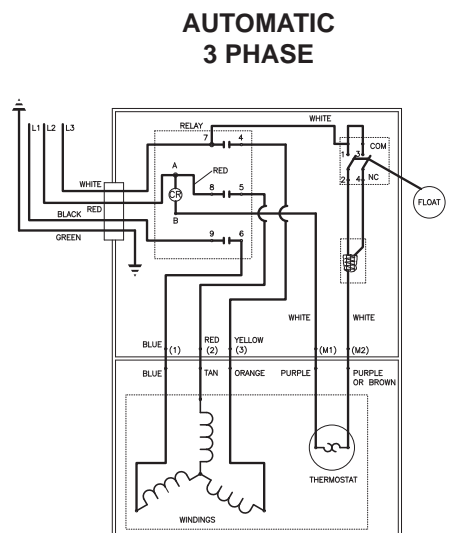 AUTOMATIC
3 PHASE
L1 L2 L3
RELAY
WHITE
7 4
1 3 COM
A
RED
WHITE
CR
8 5
2 4 NC
RED
FLOAT
B
BLACK
9 6
GREEN
WHITE WHITE
BLUE RED YELLOW
(1) (2) (3) (M1) (M2)
BLUE TAN ORANGE PURPLE PURPLE
OR BROWN
THERMOSTAT
WINDINGS